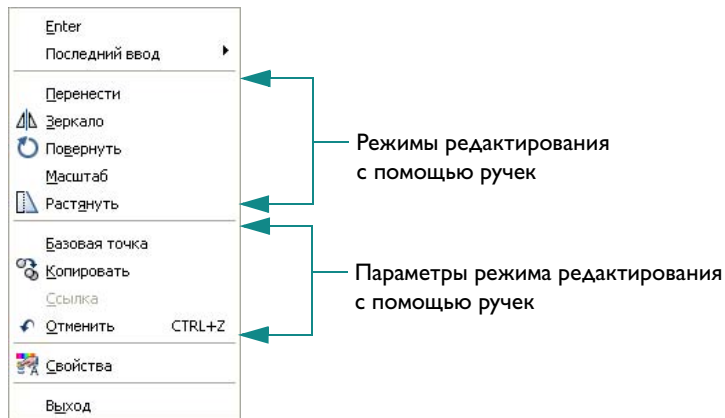 Enter
Последний ввод
Перенести
Зеркало
Повернуть
Масштаб
Растянуть
Режимы редактирования
с помощью ручек
Базовая точка
Копировать
Ссылка
Отменить CTRL+Z
Параметры режима редактирования
с помощью ручек
Свойства
Выход